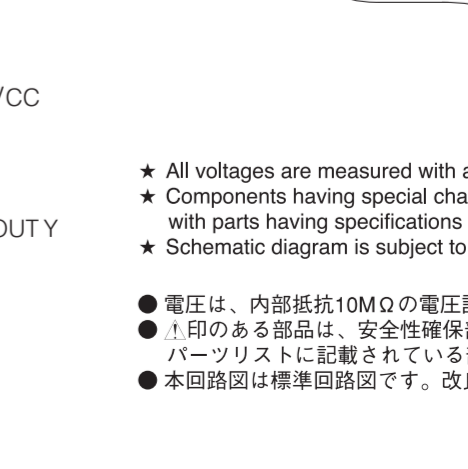 /CC
★ All voltages are measured with a
★ Components having special cha
with parts having specifications
OUT Y
★ Schematic diagram is subject to
● 電圧は、内部抵抗10MΩの電圧
● ⚠印のある部品は、安全性確保
パーツリストに記載されている
● 本回路図は標準回路図です。改